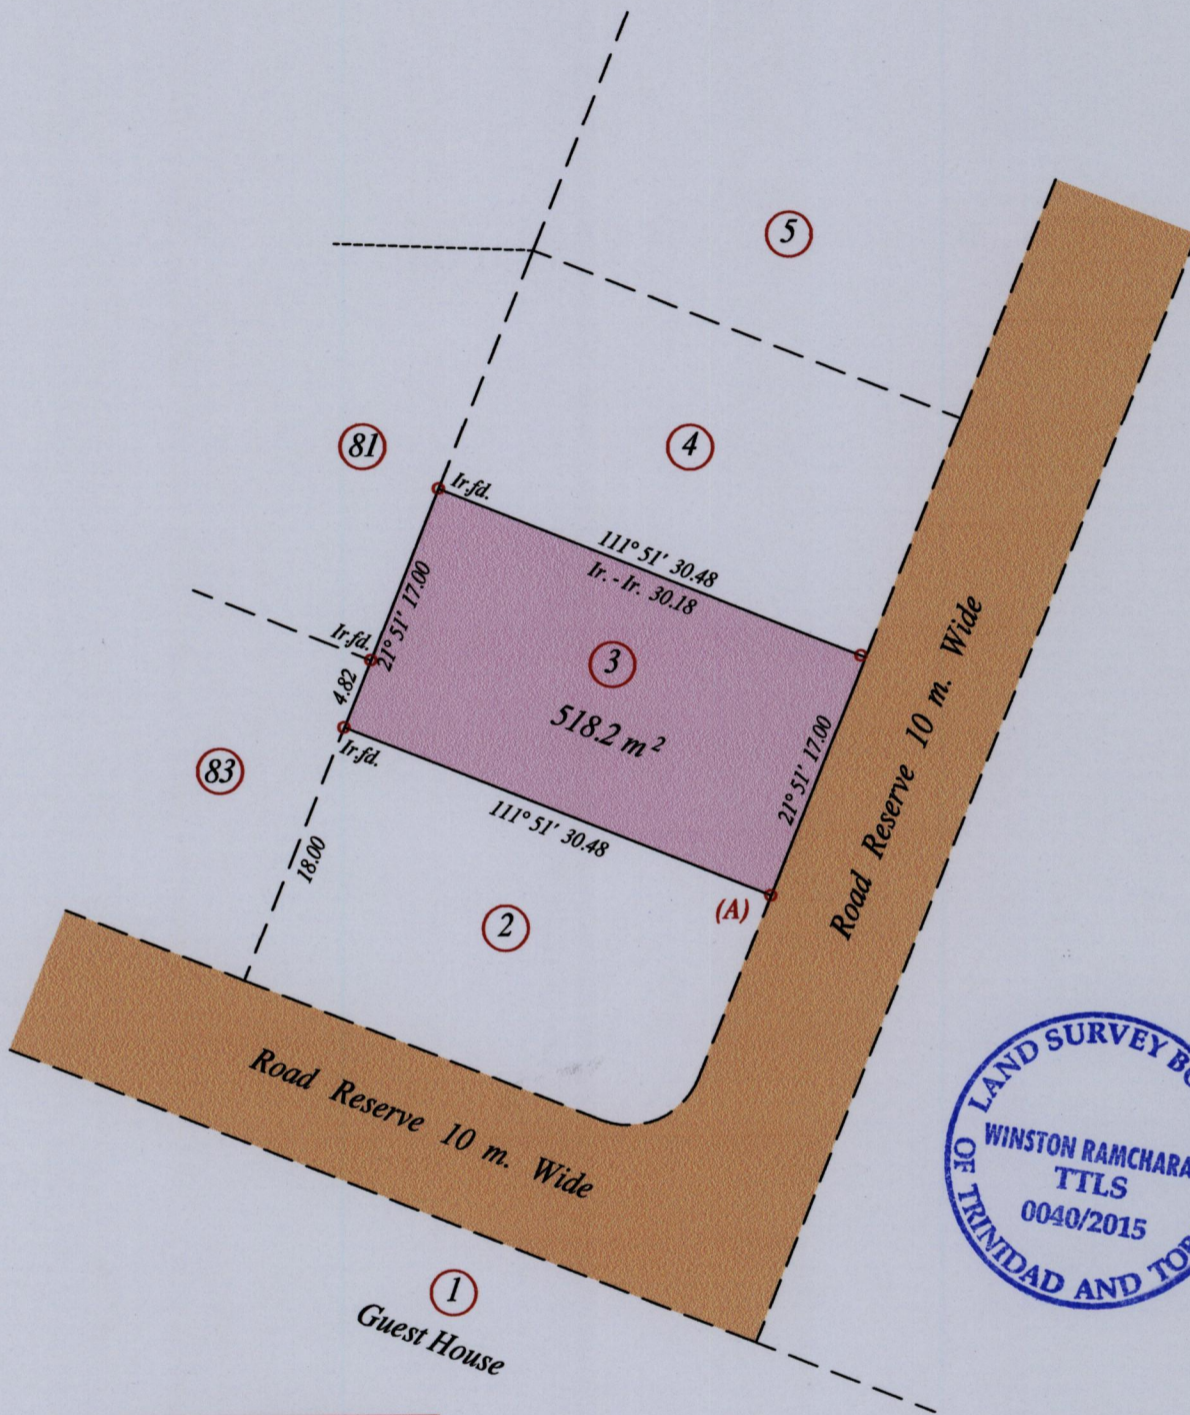 5
81
4
Ir.fd.
111° 51' 30.48
Ir. - Ir. 30.18
21° 51' 17.00
Ir.fd.
4.82
3
518.2 m²
Ir.fd.
83
111° 51' 30.48
21° 51' 17.00
Road Reserve 10 m. Wide
18.00
2
(A)
Road Reserve 10 m. Wide
1
Guest House
LAND SURVEY
WINSTON
TTLS
0040/2015
OF TRINIDAD AND